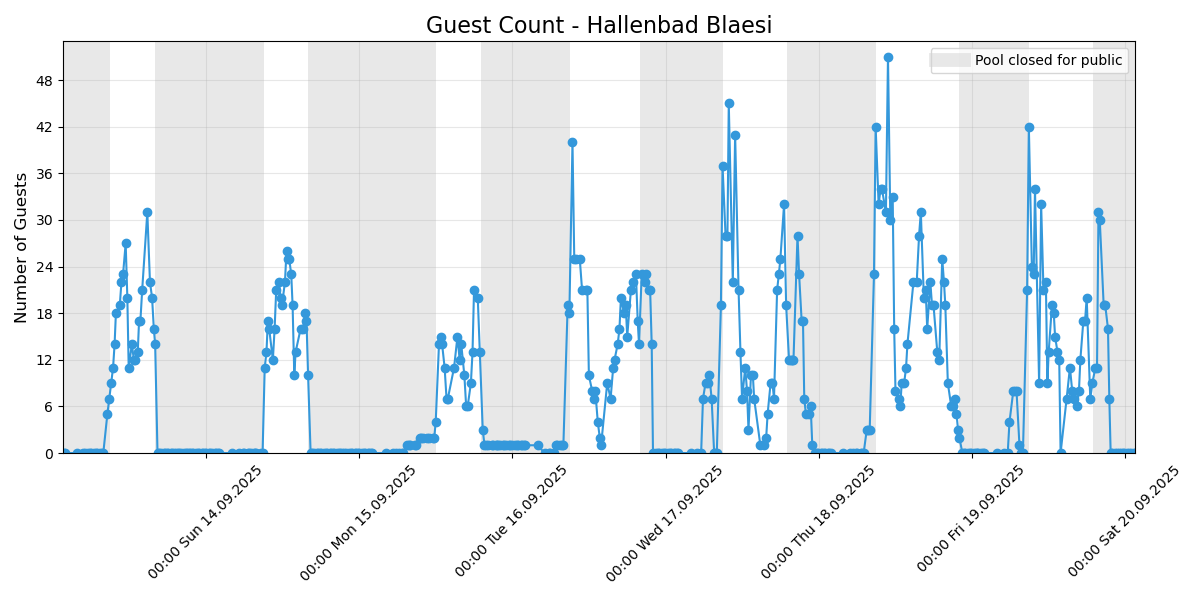 Guest Count - Hallenbad Blaesi
Pool closed for public
Number of Guests
48
42
36
30
24
18
12
6
0
00:00 Sun 14.09.2025
00:00 Mon 15.09.2025
00:00 Tue 16.09.2025
00:00 Wed 17.09.2025
00:00 Thu 18.09.2025
00:00 Fri 19.09.2025
00:00 Sat 20.09.2025